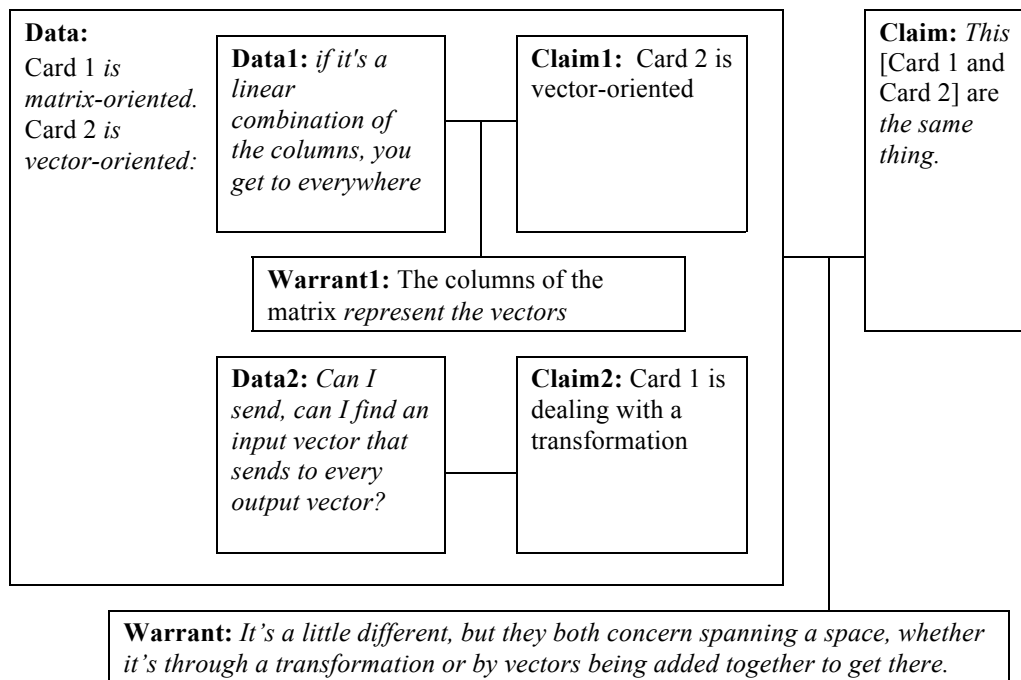 Data:
Card 1 is
matrix-oriented.
Card 2 is
vector-oriented:
Data1: if it's a
linear
combination of
the columns, you
get to everywhere
Claim1: Card 2 is
vector-oriented
Warrant1: The columns of the
matrix represent the vectors
Data2: Can I
send, can I find an
input vector that
sends to every
output vector?
Claim2: Card 1 is
dealing with a
transformation
Claim: This
[Card 1 and
Card 2] are
the same
thing.
Warrant: It’s a little different, but they both concern spanning a space, whether
it’s through a transformation or by vectors being added together to get there.